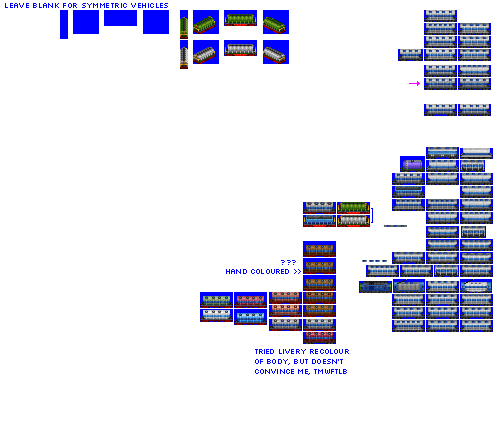 LEAVE BLANK FOR SYMMETRIC VEHICLES
???
HAND COLOURED >>
TRIED LIVERY RECOLOUR
OF BODY, BUT DOESN'T
CONVINCE ME, TMWFTLB